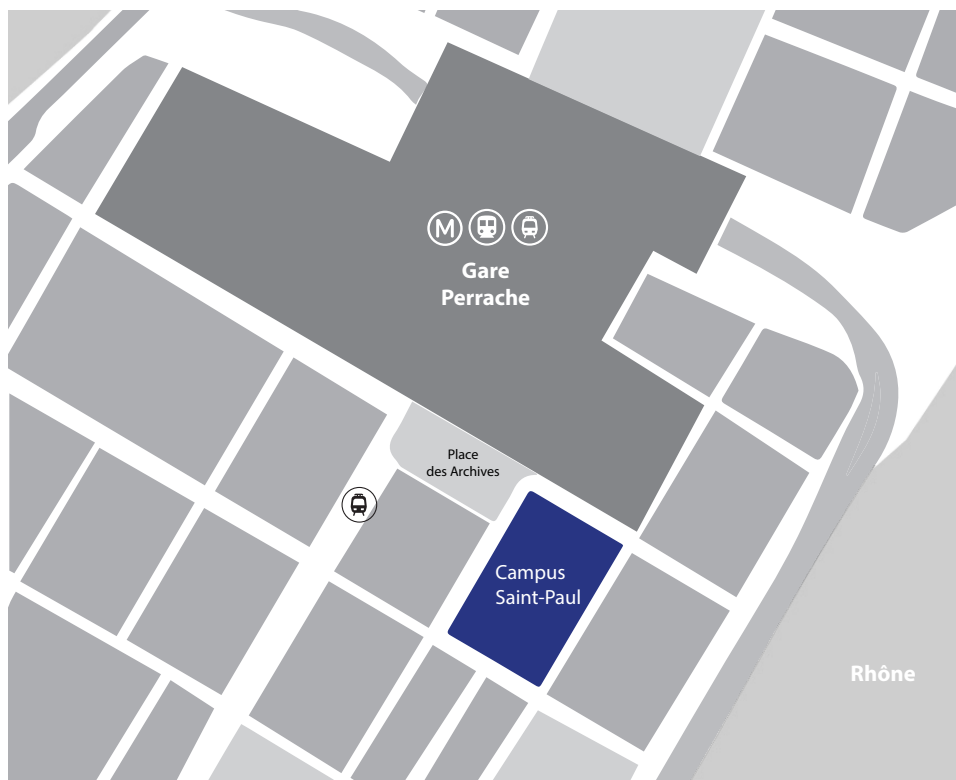 M
Gare
Perrache
Place
des Archives
Campus
Saint-Paul
Rhône